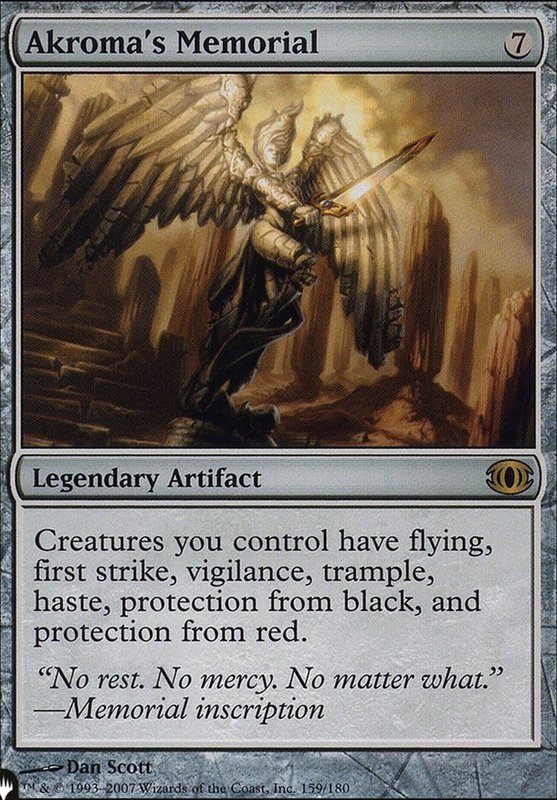 Akroma's Memorial 7
Legendary Artifact
Creatures you control have flying,
first strike, vigilance, trample,
haste, protection from black, and
protection from red.
“No rest. No mercy. No matter what.”
—Memorial inscription
Dan Scott
™ & © 1993–2007 Wizards of the Coast, Inc. 159/180